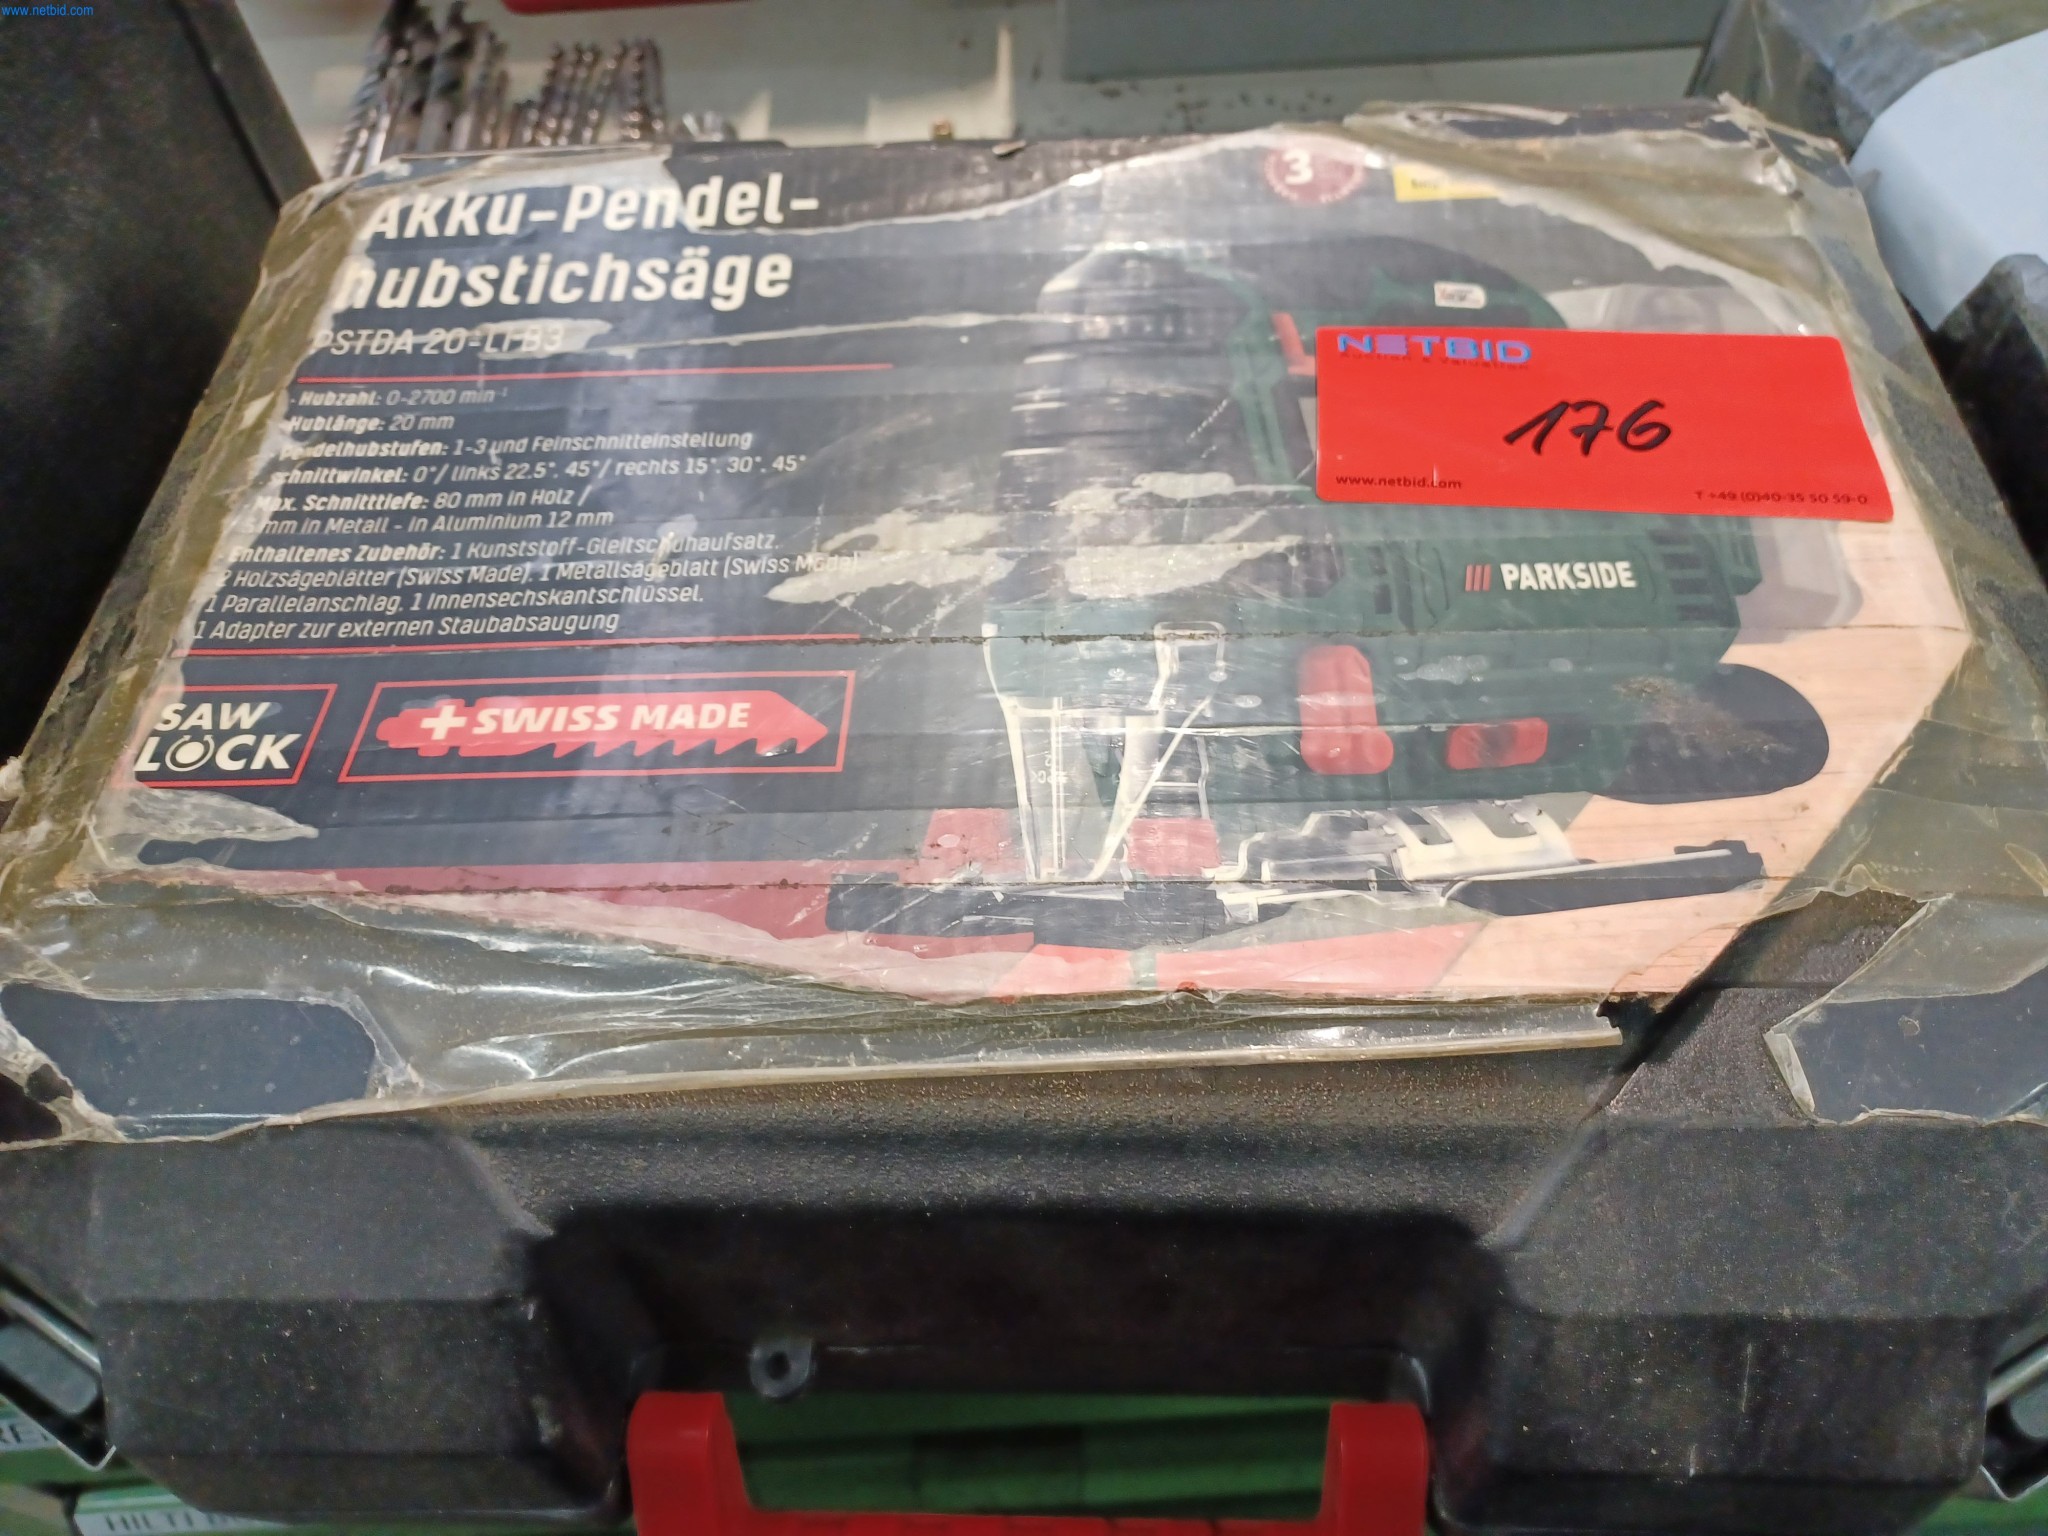 www.netbid.com
3
Akku-Pendel-
hubstichsäge
PSTDA 20-Li B3
· Hubzahl: 0-2700 min⁻¹
Hublänge: 20 mm
· Pendelhubstufen: 1-3 und Feinschnitteinstellung
· Schnittwinkel: 0°/ links 22.5°. 45°/ rechts 15°. 30°. 45°
Max. Schnitttiefe: 80 mm in Holz /
5 mm in Metall - in Aluminium 12 mm
· Enthaltenes Zubehör: 1 Kunststoff-Gleitschuhaufsatz.
2 Holzsägeblätter (Swiss Made). 1 Metallsägeblatt (Swiss Made).
1 Parallelanschlag. 1 Innensechskantschlüssel.
1 Adapter zur externen Staubabsaugung
SAW
LOCK
+ SWISS MADE
NETBID
176
www.netbid.com
T +49 (0)40-35 50 59-0
PARKSIDE
HILTI